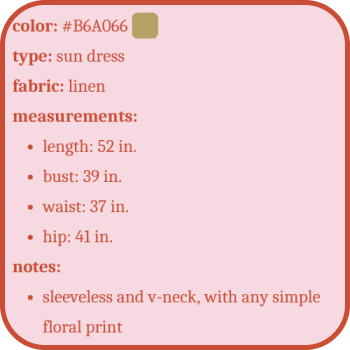 color: #B6A066
type: sun dress
fabric: linen
measurements:
• length: 52 in.
• bust: 39 in.
• waist: 37 in.
• hip: 41 in.
notes:
• sleeveless and v-neck, with any simple
floral print